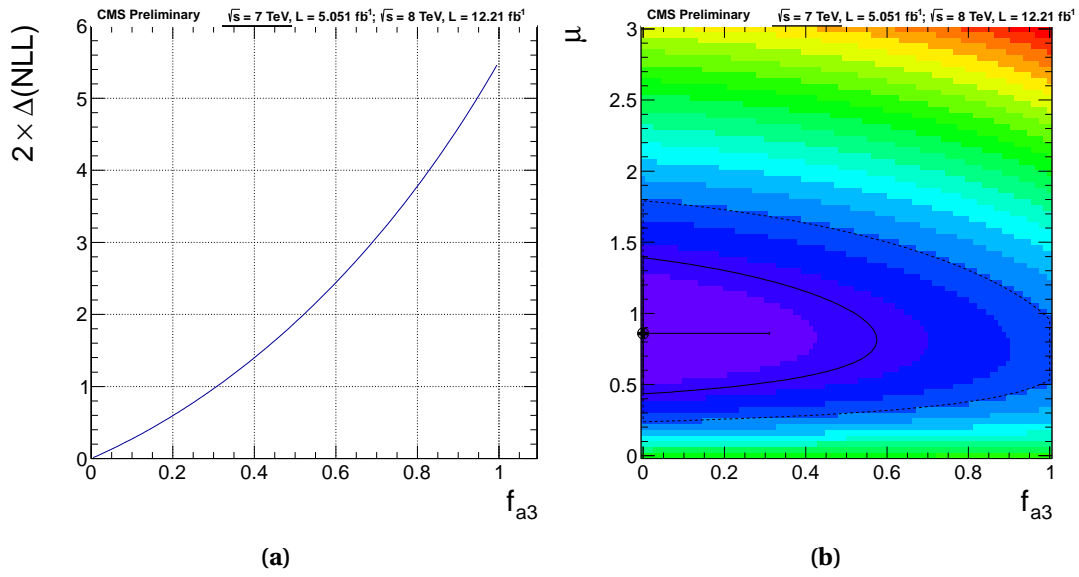 CMS Preliminary √s = 7 TeV, L = 5.051 fb⁻¹; √s = 8 TeV, L = 12.21 fb⁻¹
2 × Δ(NLL)
6
5
4
3
2
1
0
0 0.2 0.4 0.6 0.8 1
f_a3
(a)
CMS Preliminary √s = 7 TeV, L = 5.051 fb⁻¹; √s = 8 TeV, L = 12.21 fb⁻¹
μ
3
2.5
2
1.5
1
0.5
0
0 0.2 0.4 0.6 0.8 1
f_a3
(b)